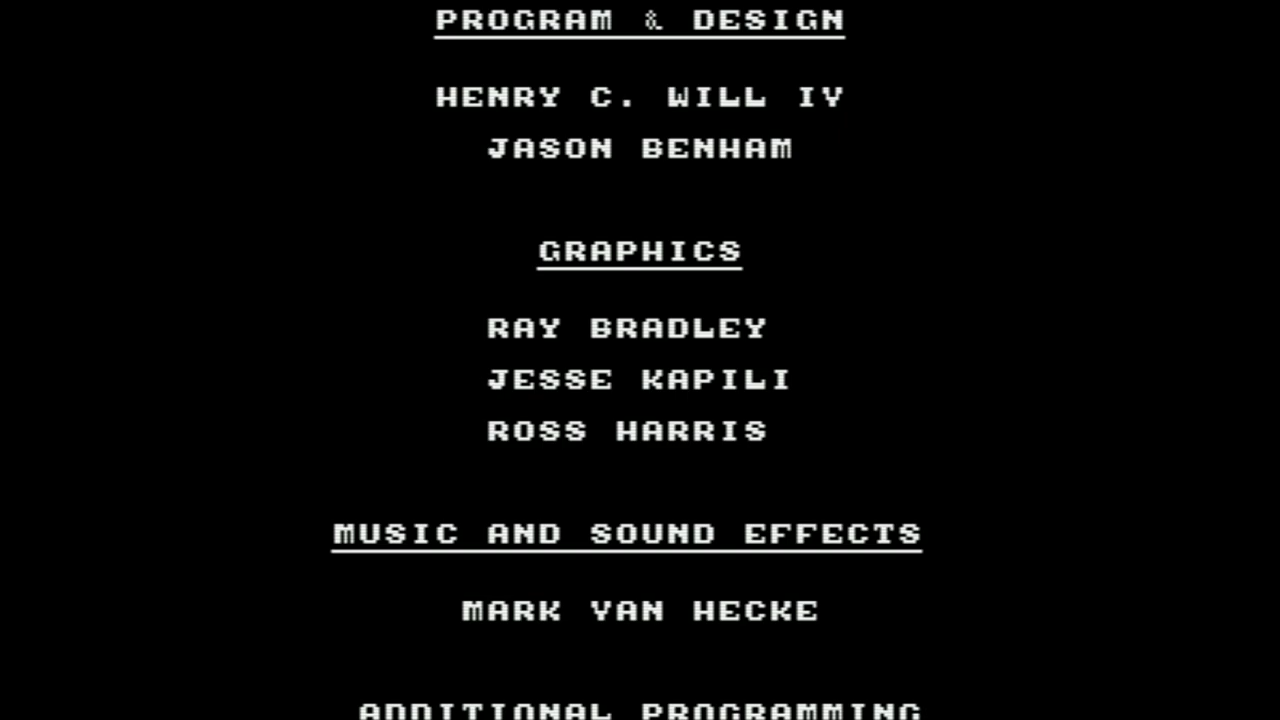 PROGRAM & DESIGN
HENRY C. WILL IV
JASON BENHAM
GRAPHICS
RAY BRADLEY
JESSE KAPILI
ROSS HARRIS
MUSIC AND SOUND EFFECTS
MARK VAN HECKE
ADDITIONAL PROGRAMMING